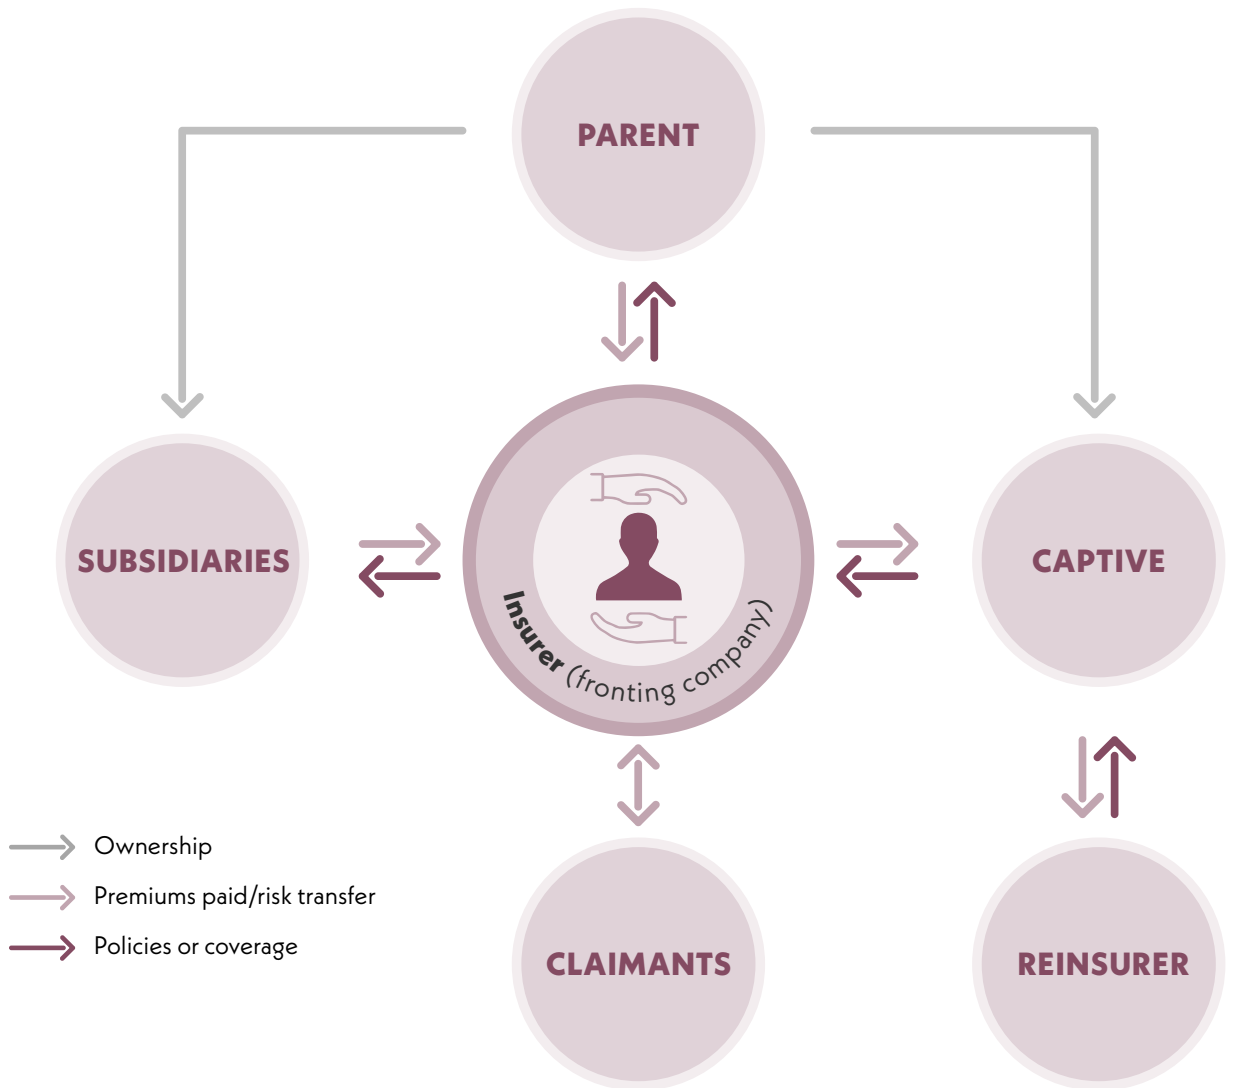 PARENT
SUBSIDIARIES
Insurer (fronting company)
CAPTIVE
Ownership
Premiums paid/risk transfer
Policies or coverage
CLAIMANTS
REINSURER